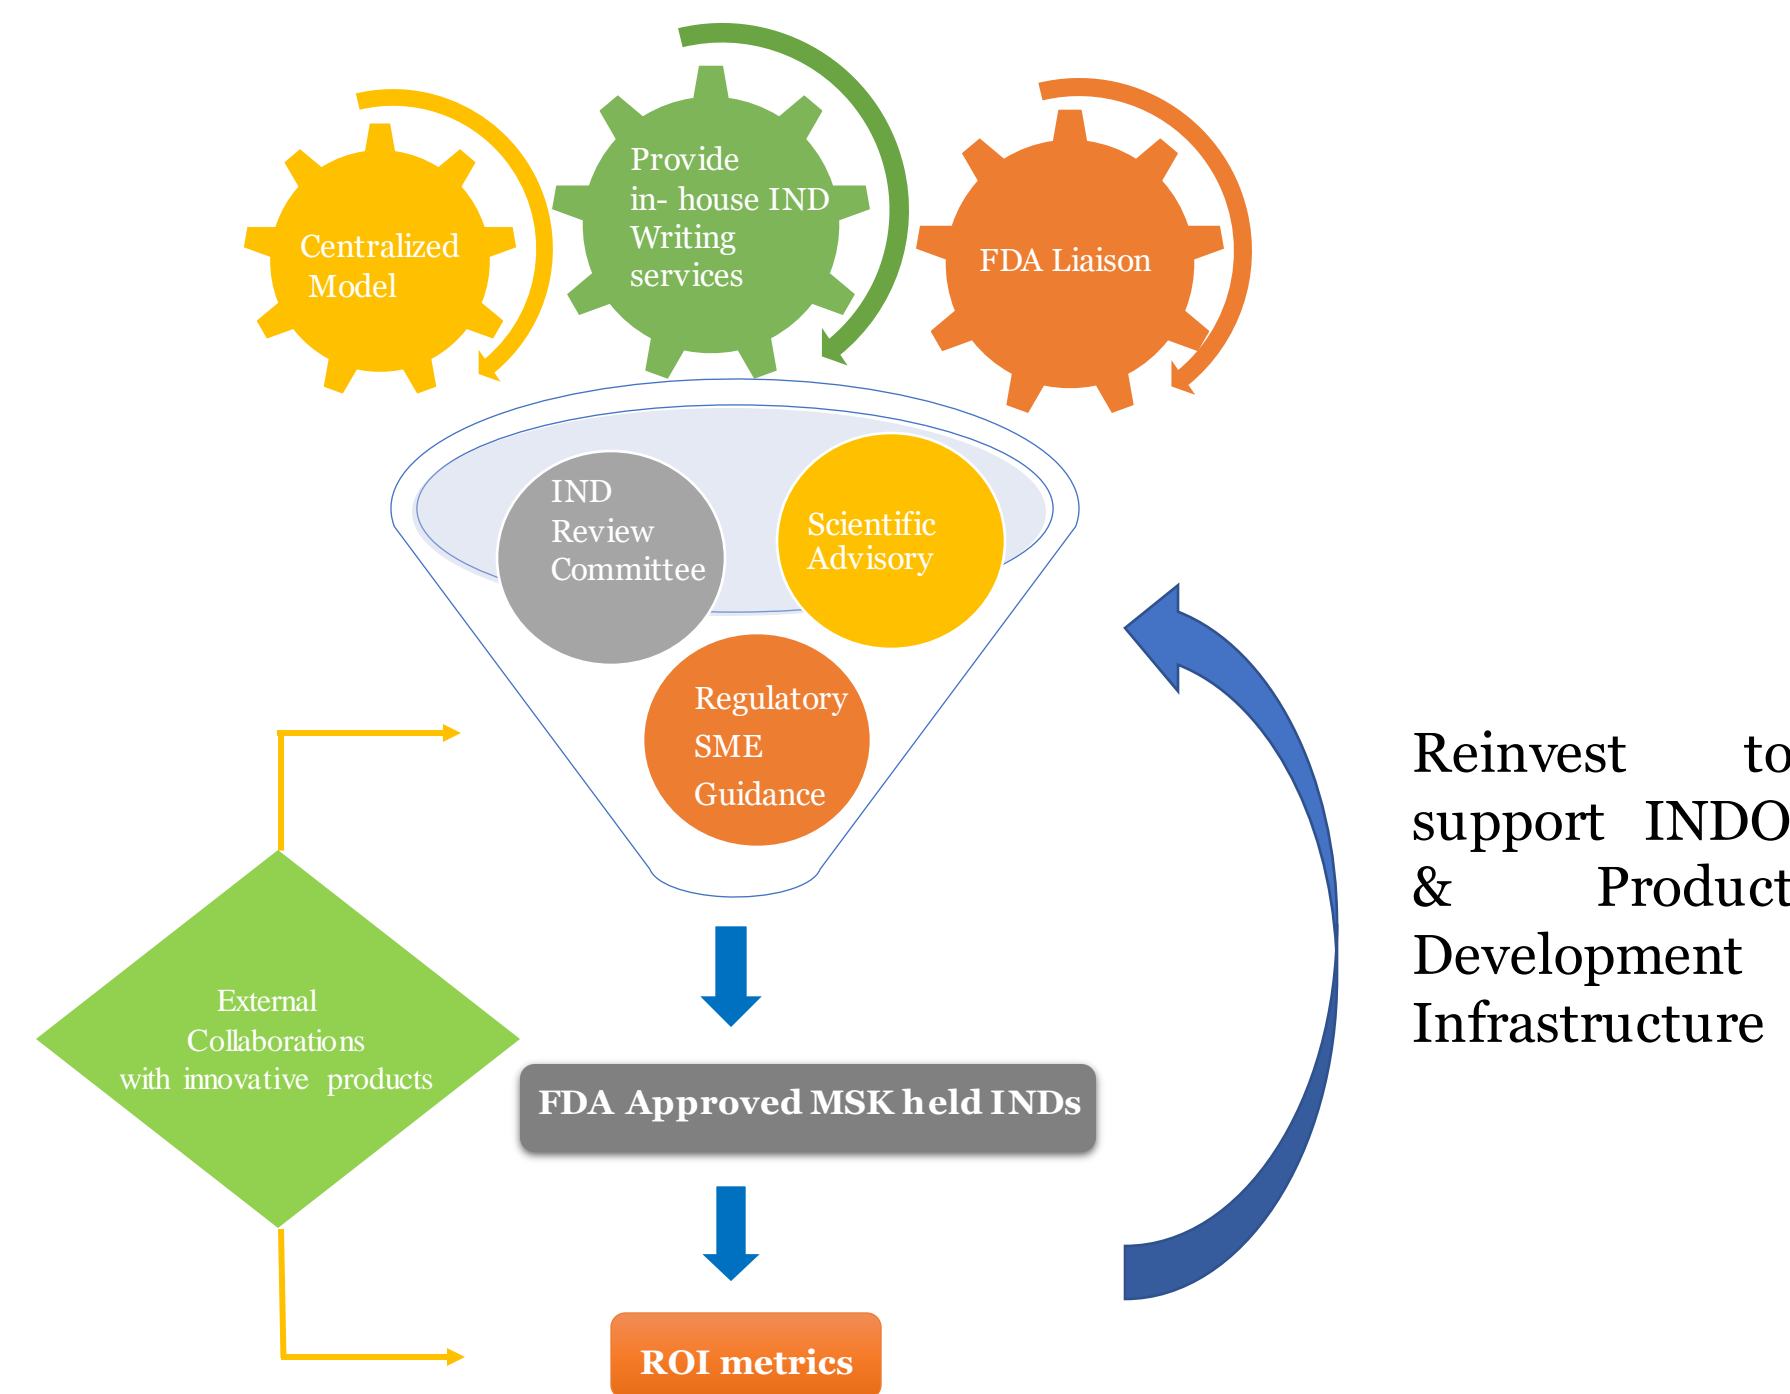 Centralized
Model
Provide
in- house IND
Writing
services
FDA Liaison
IND
Review
Committee
Scientific
Advisory
Regulatory
SME
Guidance
External
Collaborations
with innovative products
FDA Approved MSK held INDs
ROI metrics
Reinvest to
support INDO
& Product
Development
Infrastructure